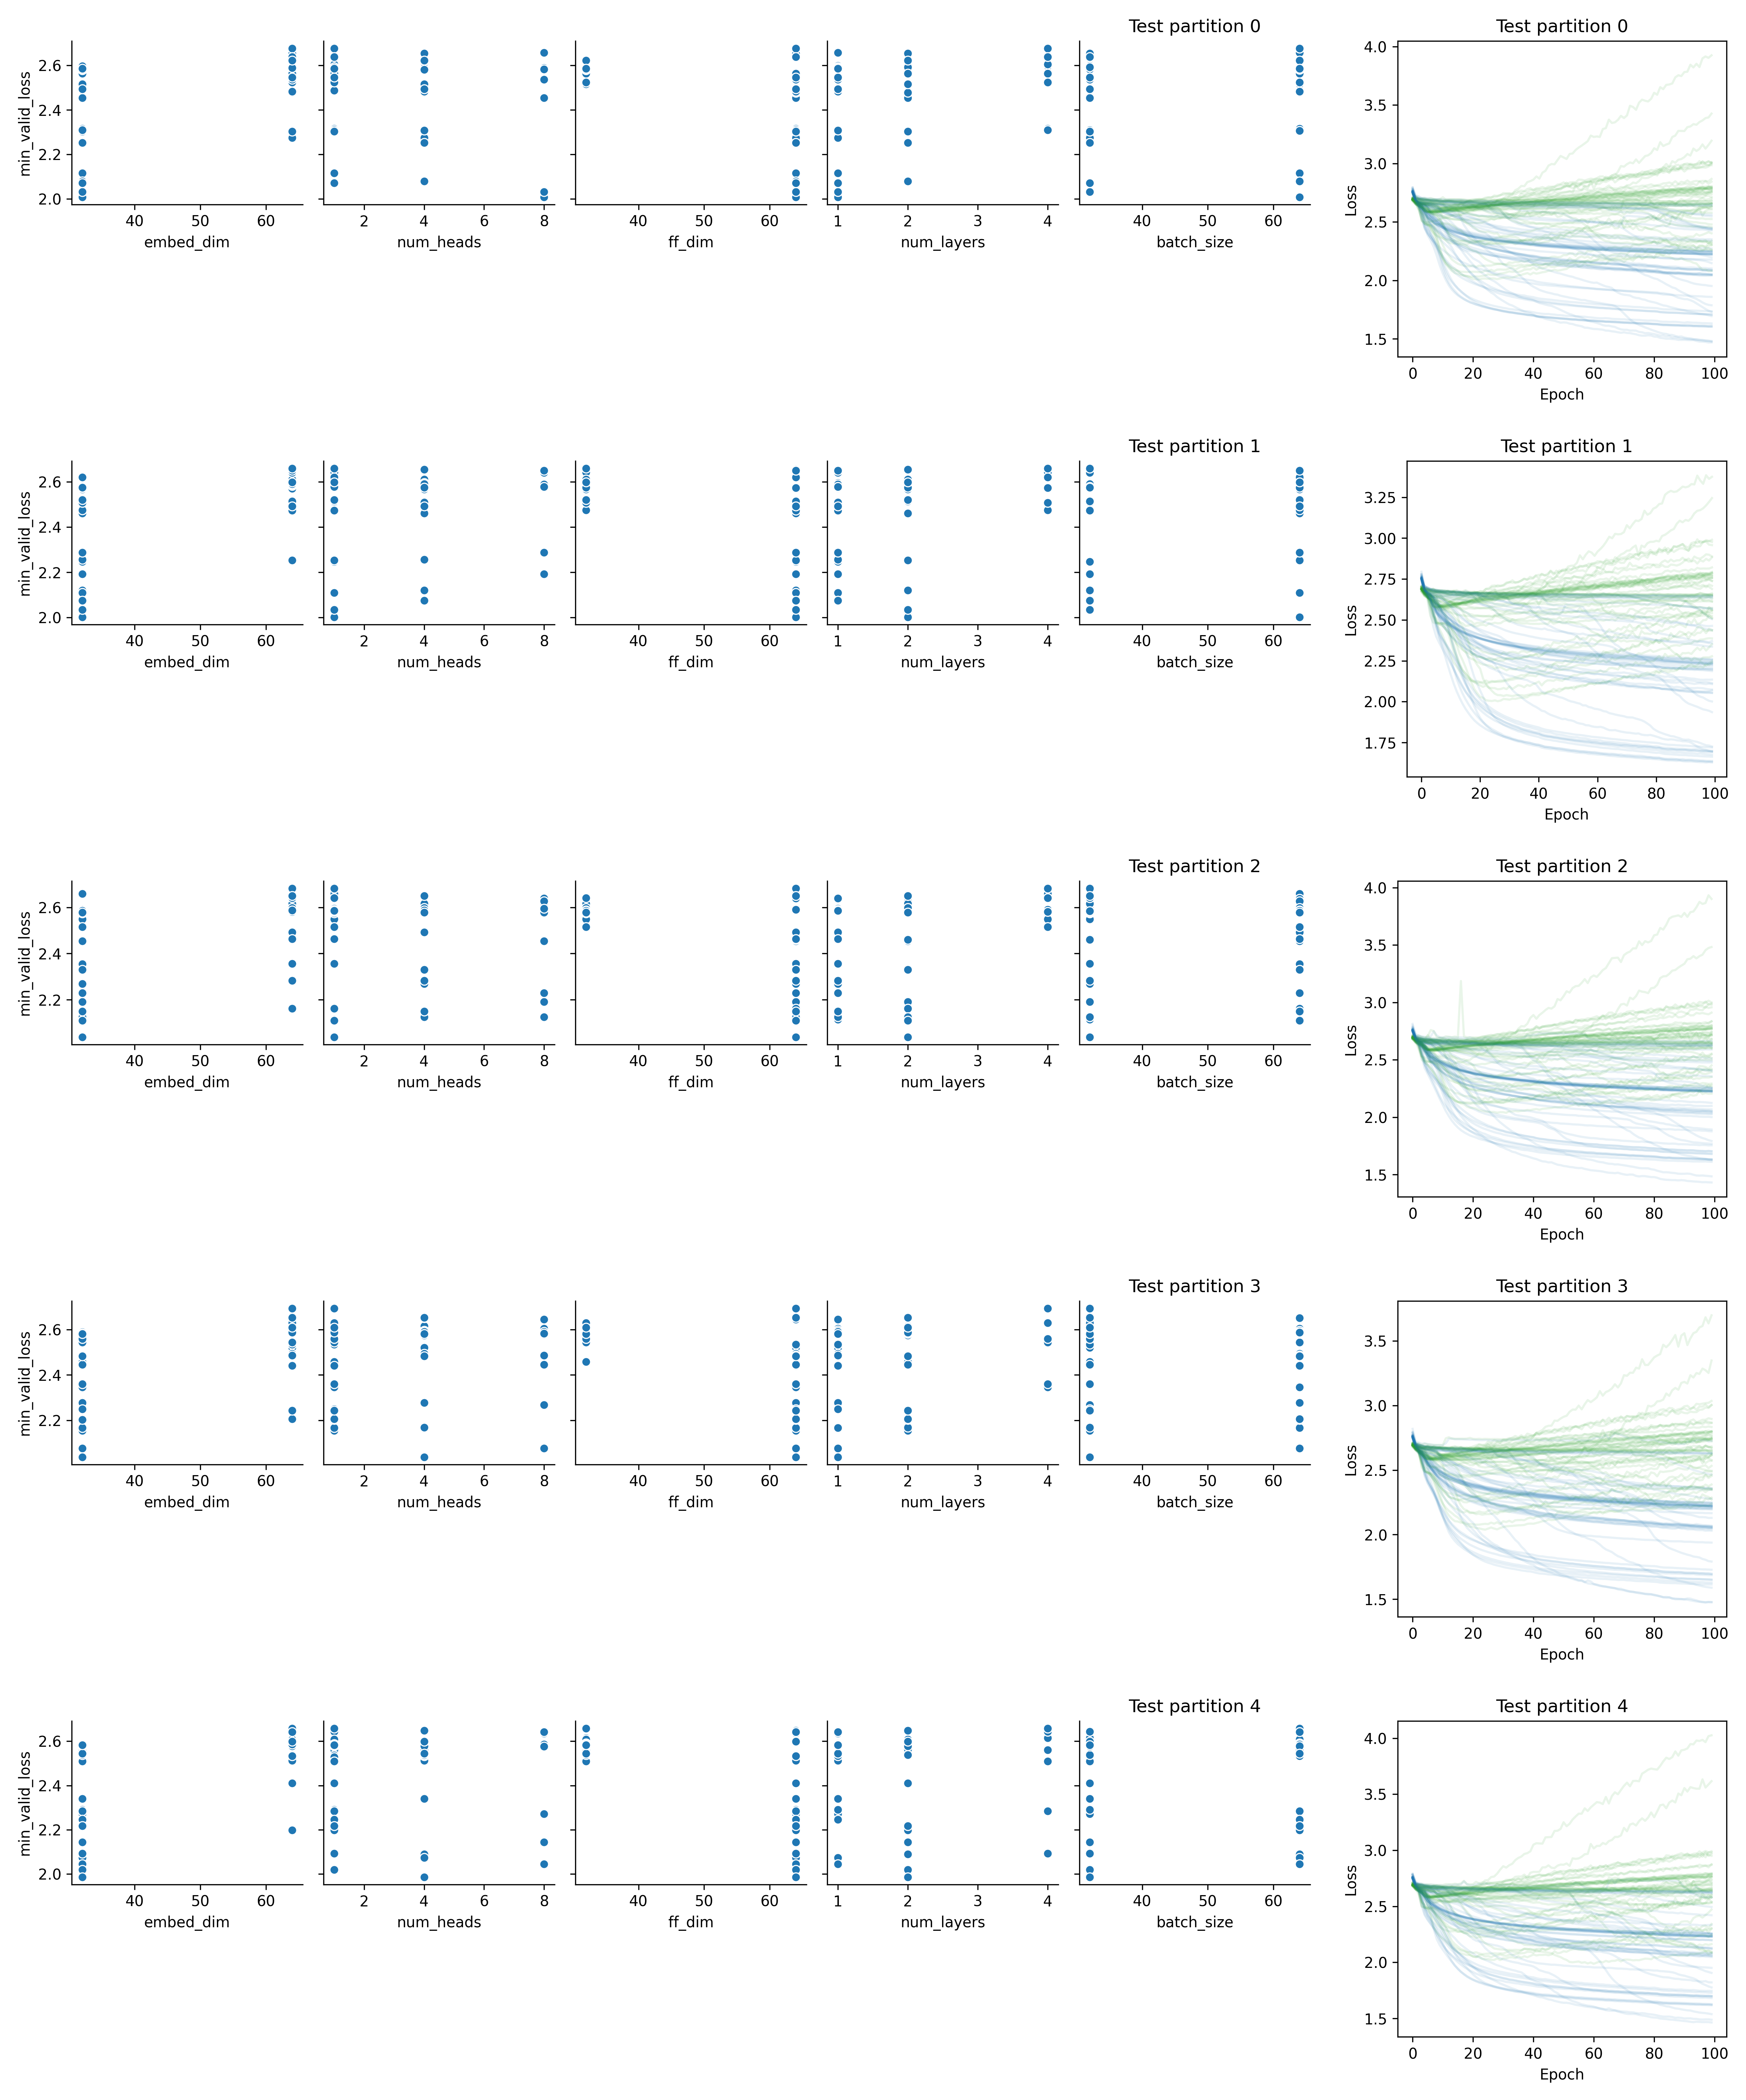 Test partition 0
Test partition 0
min_valid_loss
2.6
2.4
2.2
2.0
40 50 60
embed_dim
2 4 6 8
num_heads
40 50 60
ff_dim
1 2 3 4
num_layers
40 50 60
batch_size
Loss
4.0
3.5
3.0
2.5
2.0
1.5
0 20 40 60 80 100
Epoch
Test partition 1
Test partition 1
min_valid_loss
2.6
2.4
2.2
2.0
40 50 60
embed_dim
2 4 6 8
num_heads
40 50 60
ff_dim
1 2 3 4
num_layers
40 50 60
batch_size
Loss
3.25
3.00
2.75
2.50
2.25
2.00
1.75
0 20 40 60 80 100
Epoch
Test partition 2
Test partition 2
min_valid_loss
2.6
2.4
2.2
40 50 60
embed_dim
2 4 6 8
num_heads
40 50 60
ff_dim
1 2 3 4
num_layers
40 50 60
batch_size
Loss
4.0
3.5
3.0
2.5
2.0
1.5
0 20 40 60 80 100
Epoch
Test partition 3
Test partition 3
min_valid_loss
2.6
2.4
2.2
40 50 60
embed_dim
2 4 6 8
num_heads
40 50 60
ff_dim
1 2 3 4
num_layers
40 50 60
batch_size
Loss
3.5
3.0
2.5
2.0
1.5
0 20 40 60 80 100
Epoch
Test partition 4
Test partition 4
min_valid_loss
2.6
2.4
2.2
2.0
40 50 60
embed_dim
2 4 6 8
num_heads
40 50 60
ff_dim
1 2 3 4
num_layers
40 50 60
batch_size
Loss
4.0
3.5
3.0
2.5
2.0
1.5
0 20 40 60 80 100
Epoch